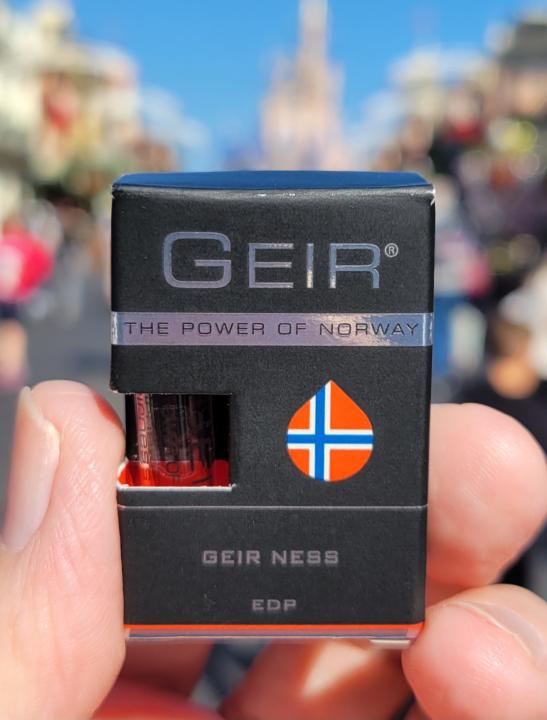 GEIR®
THE POWER OF NORWAY
GEIR NESS
EDP